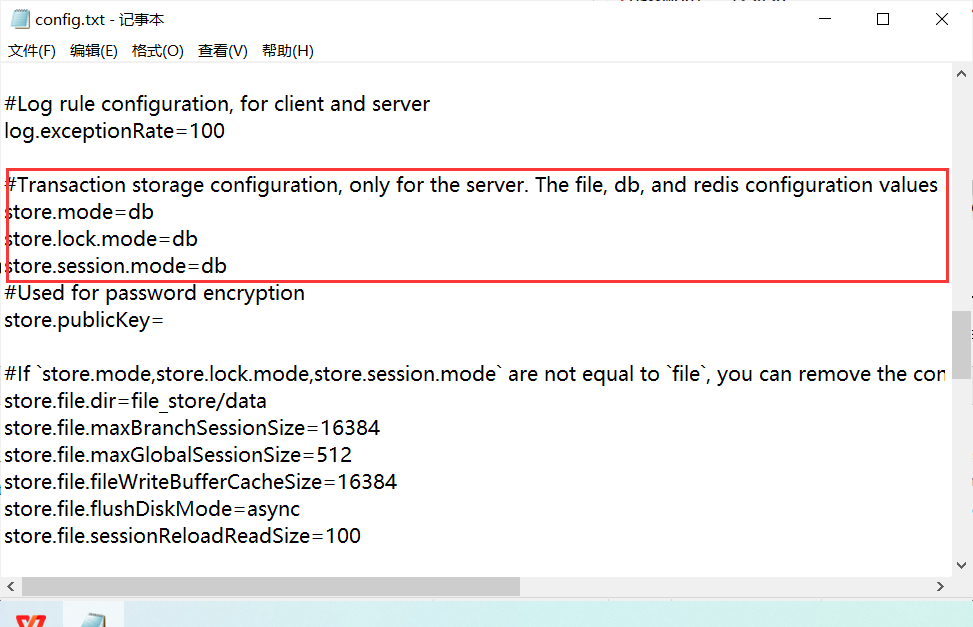 config.txt - 记事本
文件(F) 编辑(E) 格式(O) 查看(V) 帮助(H)
#Log rule configuration, for client and server
log.exceptionRate=100
#Transaction storage configuration, only for the server. The file, db, and redis configuration values
store.mode=db
store.lock.mode=db
store.session.mode=db
#Used for password encryption
store.publicKey=
#If `store.mode,store.lock.mode,store.session.mode` are not equal to `file`, you can remove the con
store.file.dir=file_store/data
store.file.maxBranchSessionSize=16384
store.file.maxGlobalSessionSize=512
store.file.fileWriteBufferCacheSize=16384
store.file.flushDiskMode=async
store.file.sessionReloadReadSize=100